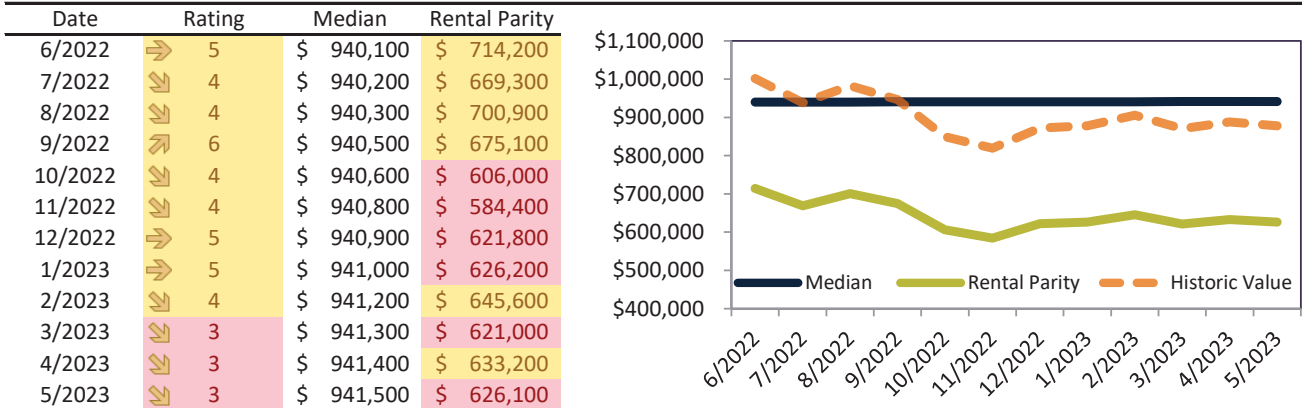 Date Rating Median Rental Parity
6/2022 5 $ 940,100 $ 714,200
7/2022 4 $ 940,200 $ 669,300
8/2022 4 $ 940,300 $ 700,900
9/2022 6 $ 940,500 $ 675,100
10/2022 4 $ 940,600 $ 606,000
11/2022 4 $ 940,800 $ 584,400
12/2022 5 $ 940,900 $ 621,800
1/2023 5 $ 941,000 $ 626,200
2/2023 4 $ 941,200 $ 645,600
3/2023 3 $ 941,300 $ 621,000
4/2023 3 $ 941,400 $ 633,200
5/2023 3 $ 941,500 $ 626,100
$1,100,000
$1,000,000
$900,000
$800,000
$700,000
$600,000
$500,000
$400,000
Median Rental Parity Historic Value
6/2022 7/2022 8/2022 9/2022 10/2022 11/2022 12/2022 1/2023 2/2023 3/2023 4/2023 5/2023